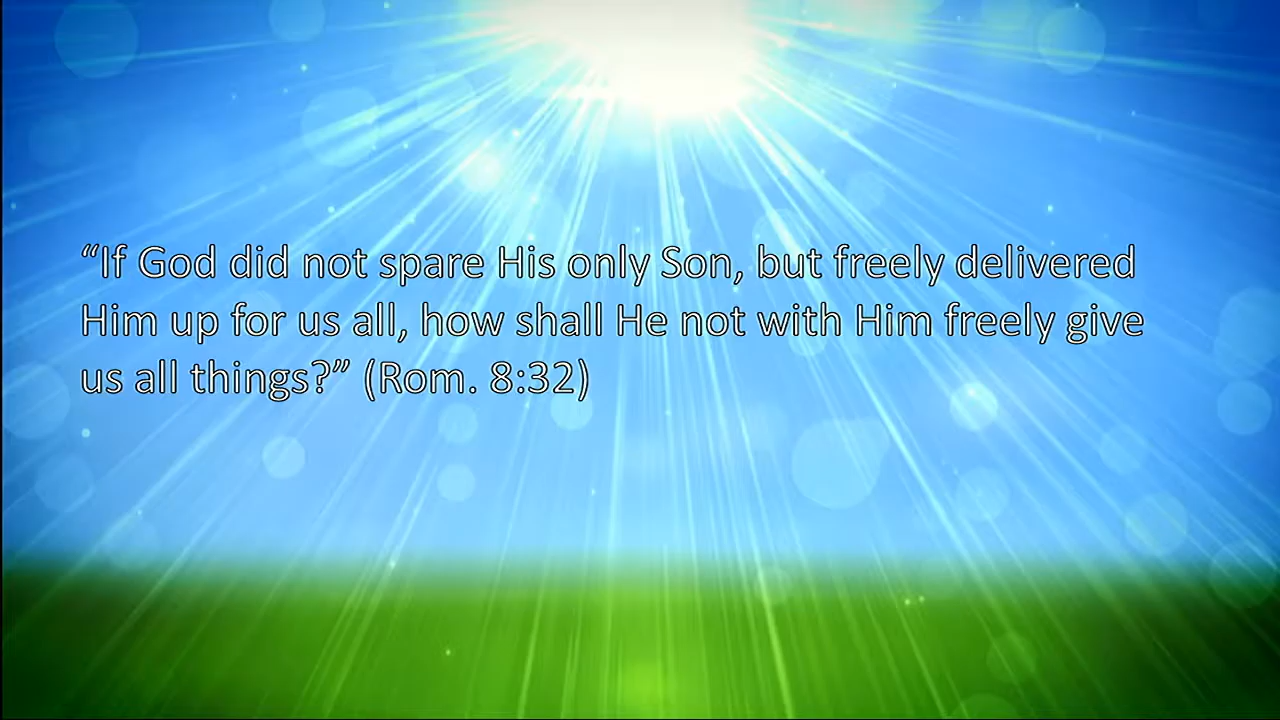 “If God did not spare His only Son, but freely delivered
Him up for us all, how shall He not with Him freely give
us all things?” (Rom. 8:32)